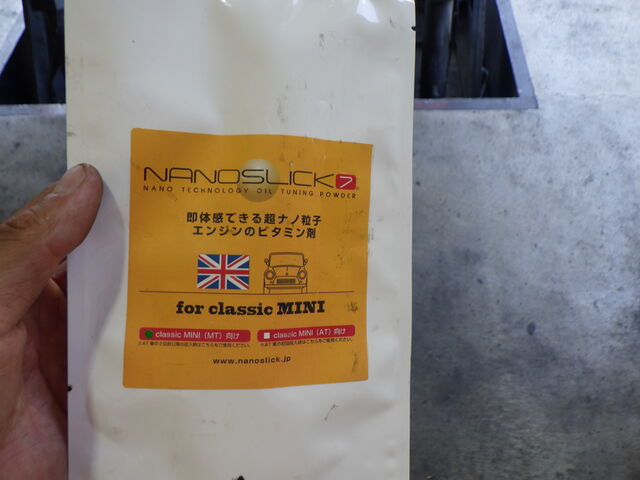 NANOSLICK7
NANO TECHNOLOGY OIL TUNING POWDER
即体感できる超ナノ粒子
エンジンのビタミン剤
for classic MINI
classic MINI（MT）向け
classic MINI（AT）向け
www.nanoslick.jp